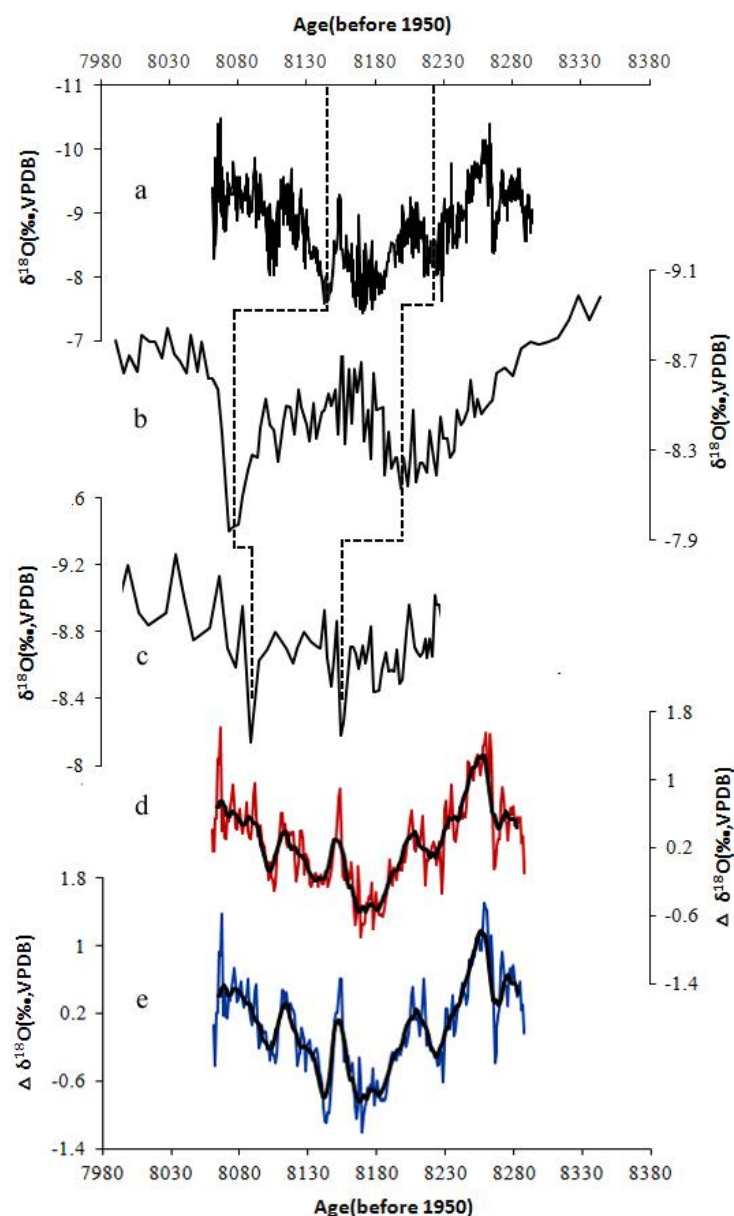 Age(before 1950)
7980 8030 8080 8130 8180 8230 8280 8330 8380
-11
-10
-9
-8
-7
δ¹⁸O(‰,VPDB)
a
-9.1
-8.7
-8.3
-7.9
δ¹⁸O(‰,VPDB)
b
.6
-9.2
-8.8
-8.4
-8
δ¹⁸O(‰,VPDB)
c
1.8
1
0.2
-0.6
-1.4
Δ δ¹⁸O(‰,VPDB)
d
1.8
1
0.2
-0.6
-1.4
Δ δ¹⁸O(‰,VPDB)
e
7980 8030 8080 8130 8180 8230 8280 8330 8380
Age(before 1950)